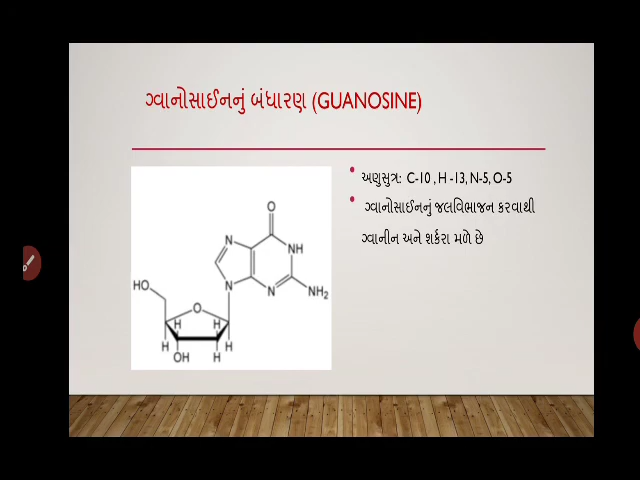 ગ્વાનોસાઈનનું બંધારણ (GUANOSINE)
• અણુસુત્ર: C-10 , H -13, N-5, O-5
• ગ્વાનોસાઈનનું જલવિભાજન કરવાથી
ગ્વાનીન અને શર્કરા મળે છે
O
N
NH
N
N
NH2
HO
O
H
H
H
H
OH
H